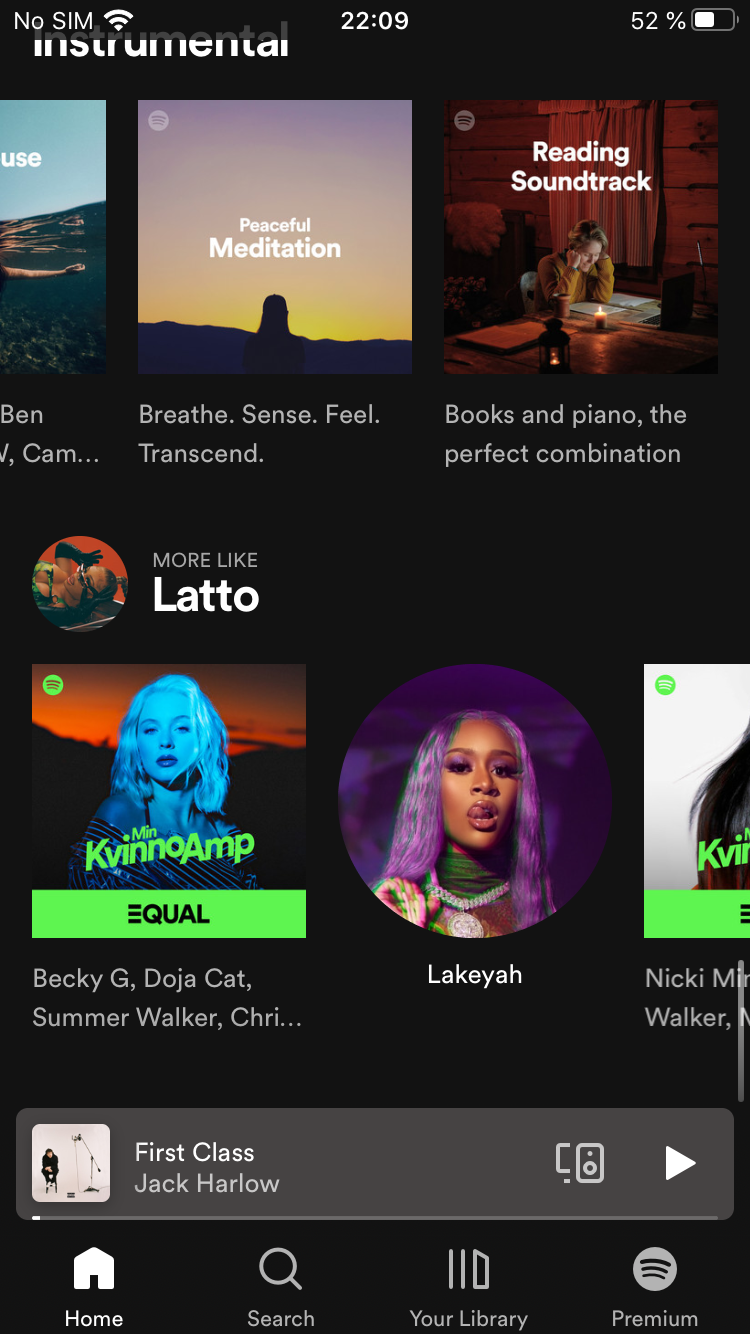 No SIM 22:09 52 %
Instrumental
use
Peaceful
Meditation
Reading
Soundtrack
Ben
Breathe. Sense. Feel.
Books and piano, the
, Cam...
Transcend.
perfect combination
MORE LIKE
Latto
Min
KvinnoAmp
EQUAL
Becky G, Doja Cat,
Summer Walker, Chri...
Lakeyah
Nicki Mi
Walker,
First Class
Jack Harlow
Home
Search
Your Library
Premium